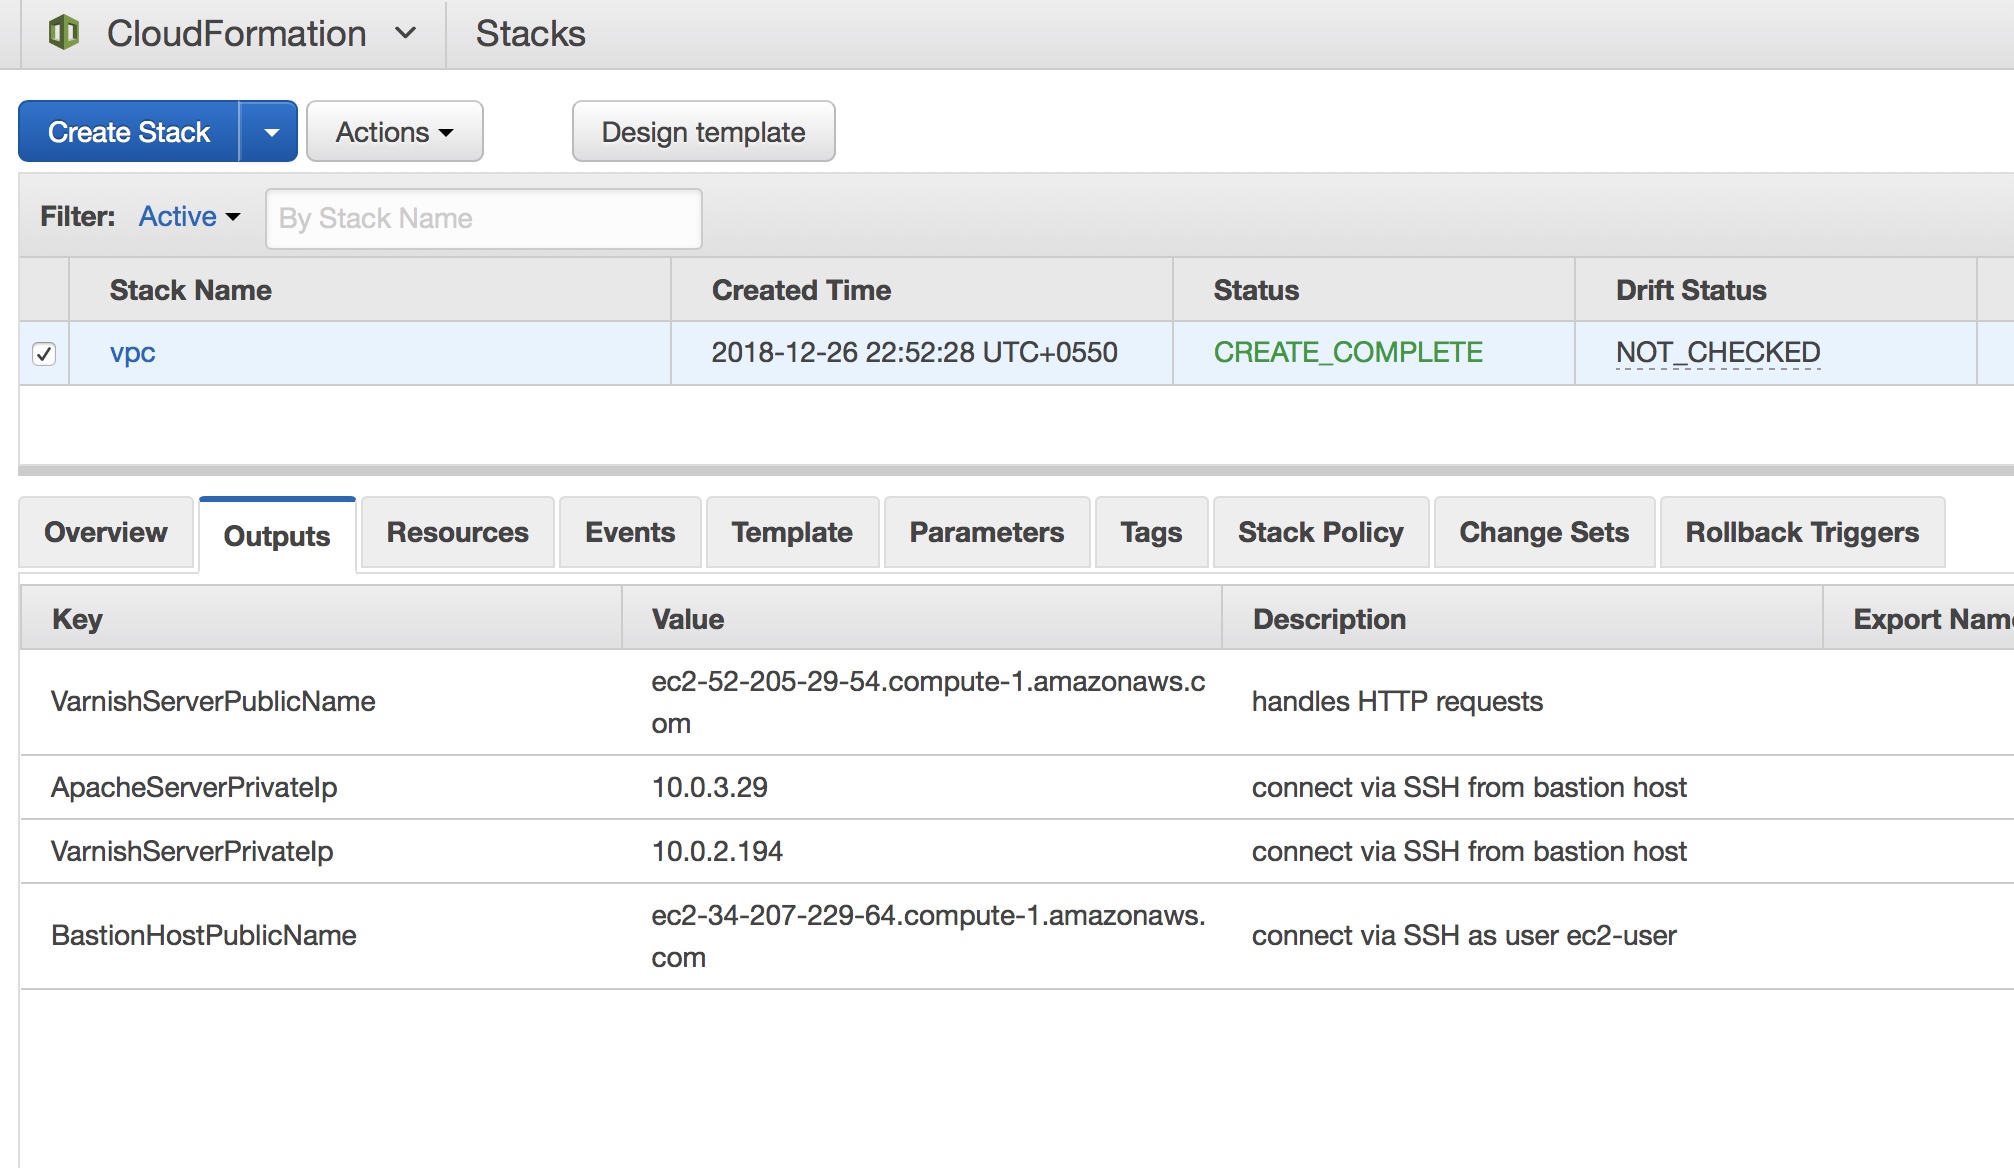 CloudFormation Stacks
Create Stack Actions Design template
Filter: Active By Stack Name
Stack Name Created Time Status Drift Status
vpc 2018-12-26 22:52:28 UTC+0550 CREATE_COMPLETE NOT_CHECKED
Overview Outputs Resources Events Template Parameters Tags Stack Policy Change Sets Rollback Triggers
Key Value Description Export Nam
VarnishServerPublicName ec2-52-205-29-54.compute-1.amazonaws.c handles HTTP requests
om
ApacheServerPrivateIp 10.0.3.29 connect via SSH from bastion host
VarnishServerPrivateIp 10.0.2.194 connect via SSH from bastion host
BastionHostPublicName ec2-34-207-229-64.compute-1.amazonaws. connect via SSH as user ec2-user
com